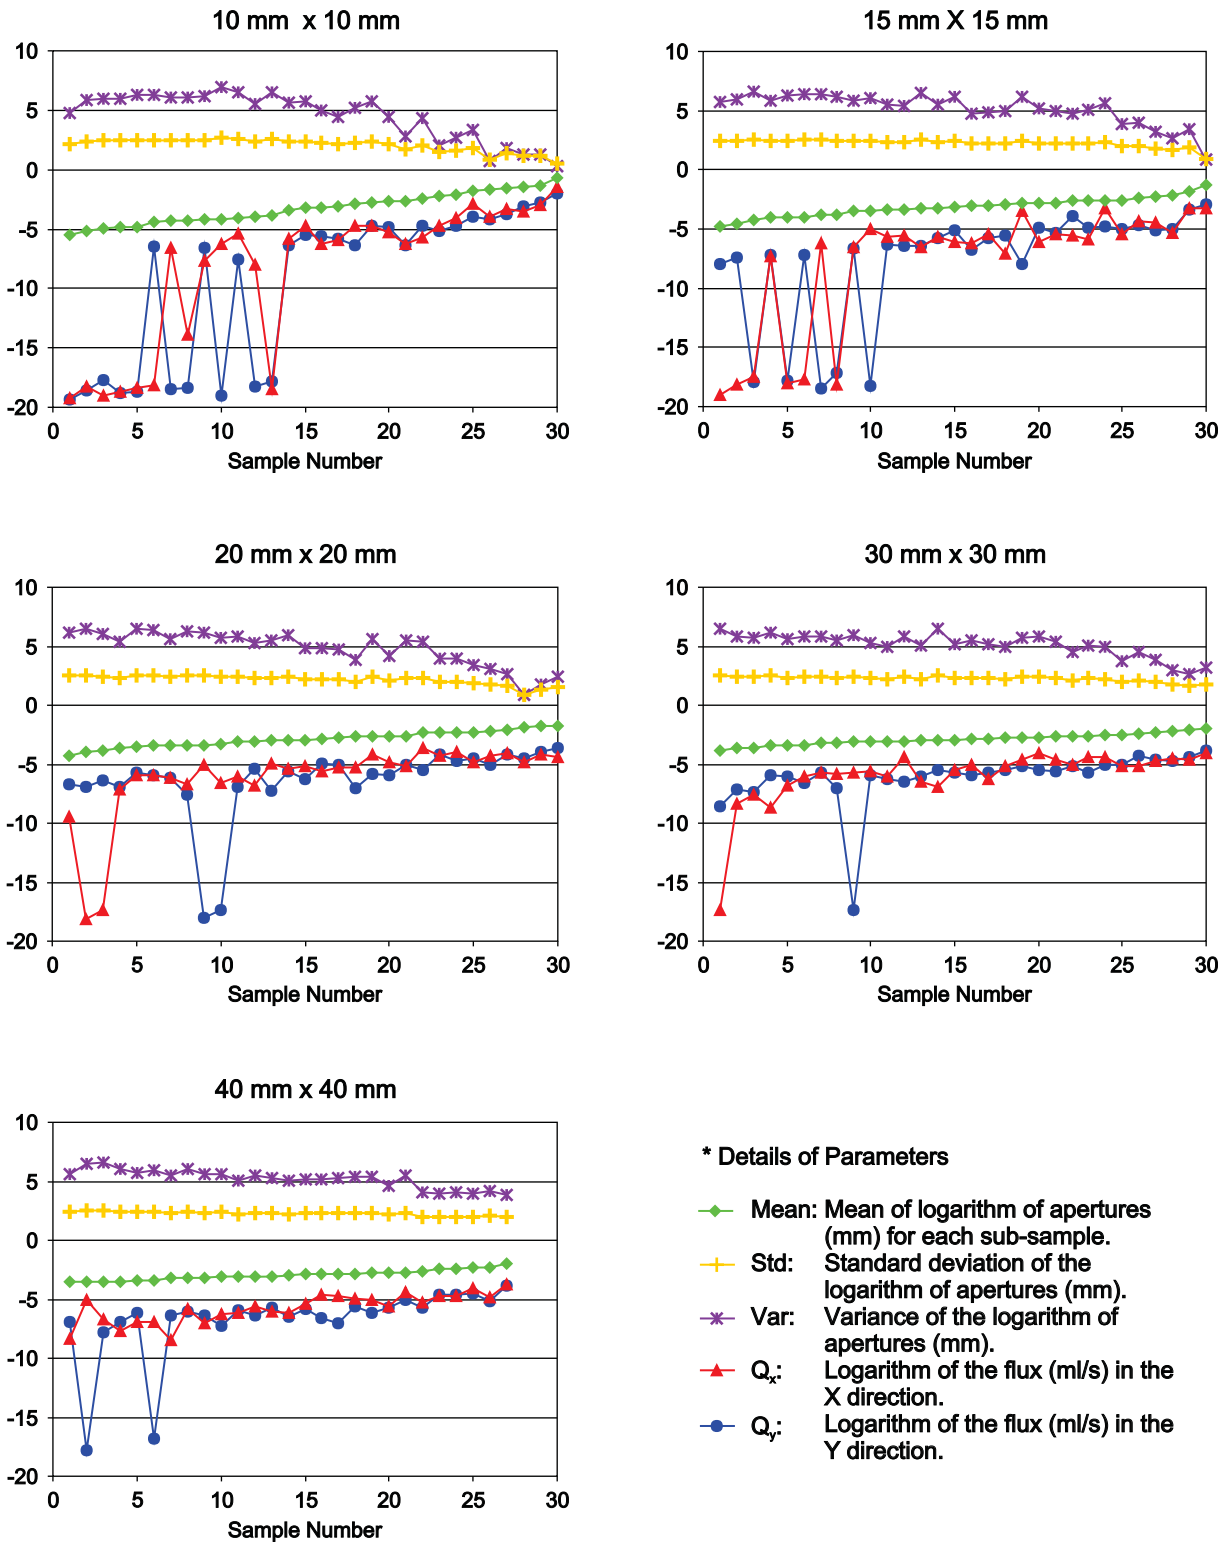 10 mm x 10 mm
10
5
0
-5
-10
-15
-20
0 5 10 15 20 25 30
Sample Number
15 mm X 15 mm
10
5
0
-5
-10
-15
-20
0 5 10 15 20 25 30
Sample Number
20 mm x 20 mm
10
5
0
-5
-10
-15
-20
0 5 10 15 20 25 30
Sample Number
30 mm x 30 mm
10
5
0
-5
-10
-15
-20
0 5 10 15 20 25 30
Sample Number
40 mm x 40 mm
10
5
0
-5
-10
-15
-20
0 5 10 15 20 25 30
Sample Number
* Details of Parameters
Mean: Mean of logarithm of apertures
(mm) for each sub-sample.
Std: Standard deviation of the
logarithm of apertures (mm).
Var: Variance of the logarithm of
apertures (mm).
Qx: Logarithm of the flux (ml/s) in the
X direction.
Qy: Logarithm of the flux (ml/s) in the
Y direction.